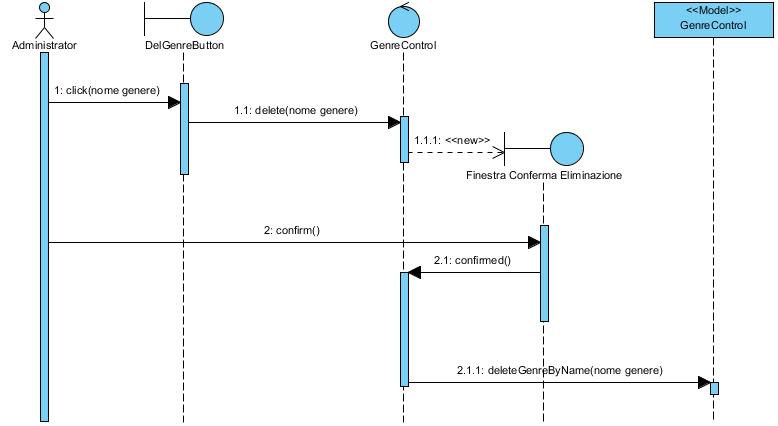 <<Model>>
GenreControl
Administrator
DelGenreButton
GenreControl
1: click(nome genere)
1.1: delete(nome genere)
1.1.1: <<new>>
Finestra Conferma Eliminazione
2: confirm()
2.1: confirmed()
2.1.1: deleteGenreByName(nome genere)